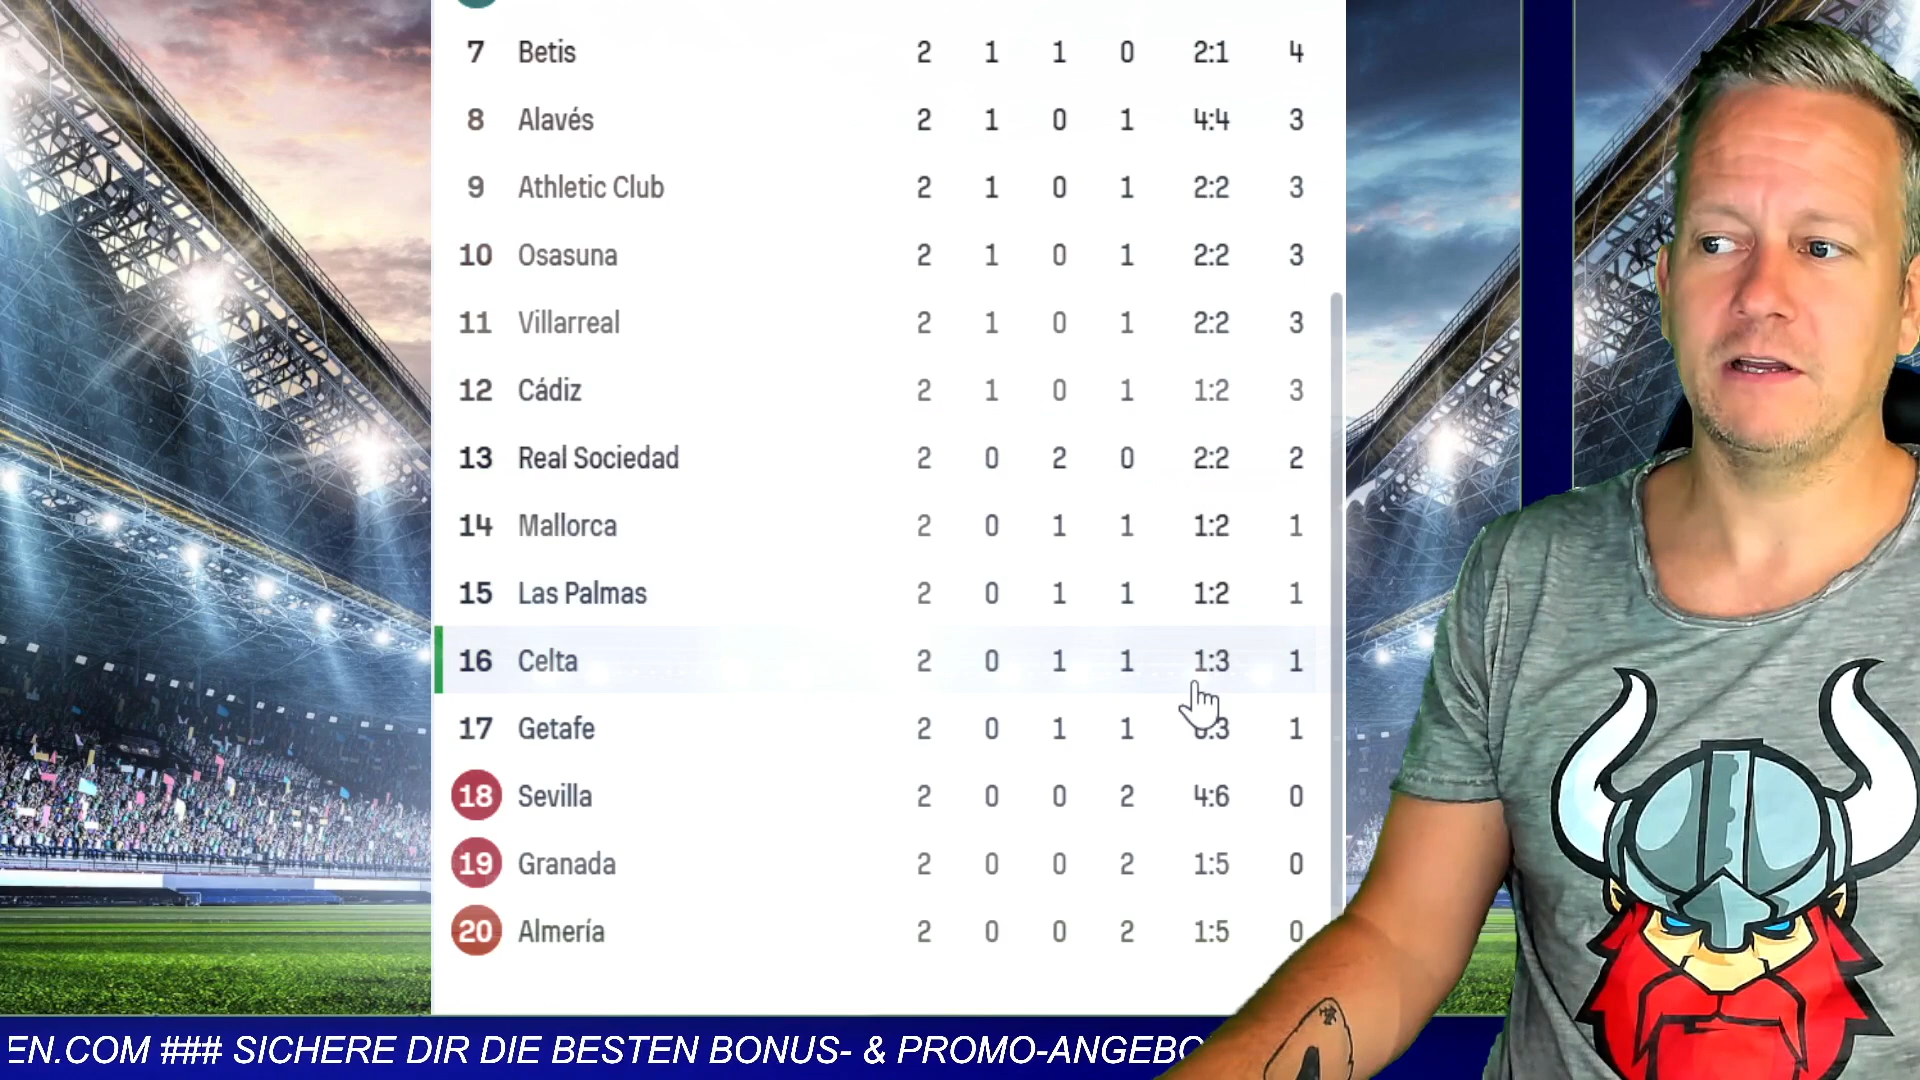 7 Betis 2 1 1 0 2:1 4
8 Alavés 2 1 0 1 4:4 3
9 Athletic Club 2 1 0 1 2:2 3
10 Osasuna 2 1 0 1 2:2 3
11 Villarreal 2 1 0 1 2:2 3
12 Cádiz 2 1 0 1 1:2 3
13 Real Sociedad 2 0 2 0 2:2 2
14 Mallorca 2 0 1 1 1:2 1
15 Las Palmas 2 0 1 1 1:2 1
16 Celta 2 0 1 1 1:3 1
17 Getafe 2 0 1 1 :3 1
18 Sevilla 2 0 0 2 4:6 0
19 Granada 2 0 0 2 1:5 0
20 Almería 2 0 0 2 1:5 0
EN.COM ### SICHERE DIR DIE BESTEN BONUS- & PROMO-ANGEBO